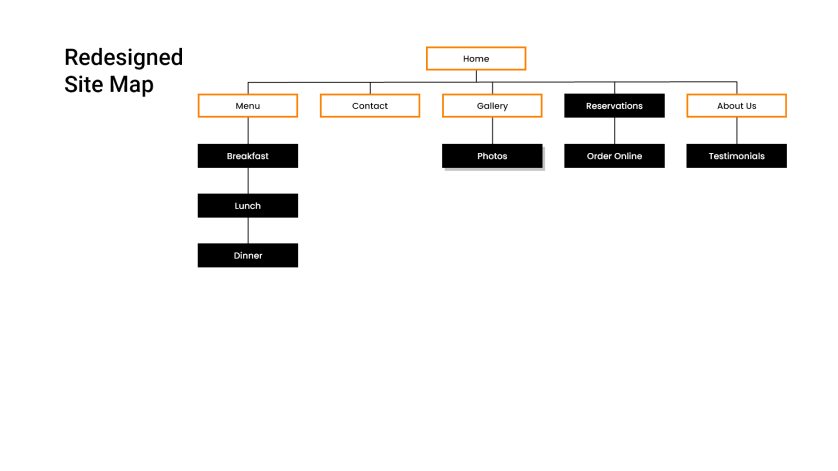 Redesigned
Site Map
Home
Menu
Contact
Gallery
Reservations
About Us
Breakfast
Photos
Order Online
Testimonials
Lunch
Dinner